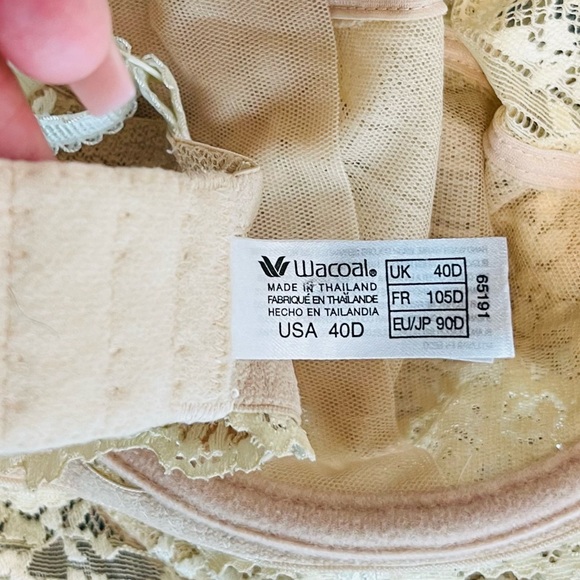 Wacoal®
MADE IN THAILAND
FABRIQUÉ EN THAÏLANDE
HECHO EN TAILANDIA
USA 40D
UK 40D
FR 105D
EU/JP 90D
65191